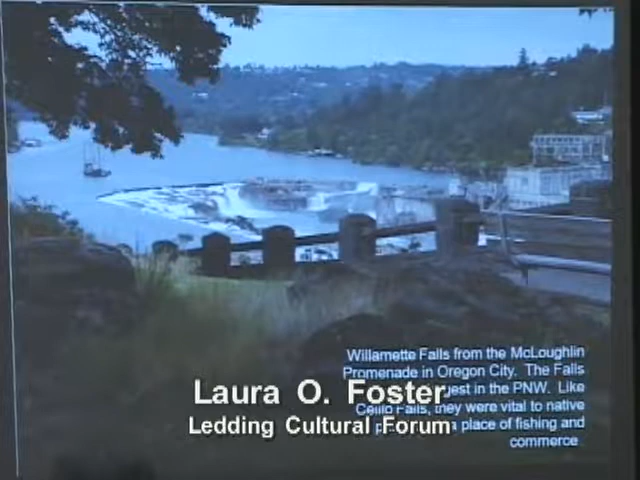 Willamette Falls from the McLoughlin
Promenade in Oregon City. The Falls
uest in the PNW. Like
Laura O. Foster
Celilo Falls, they were vital to native
Ledding Cultural Forum
a place of fishing and
commerce